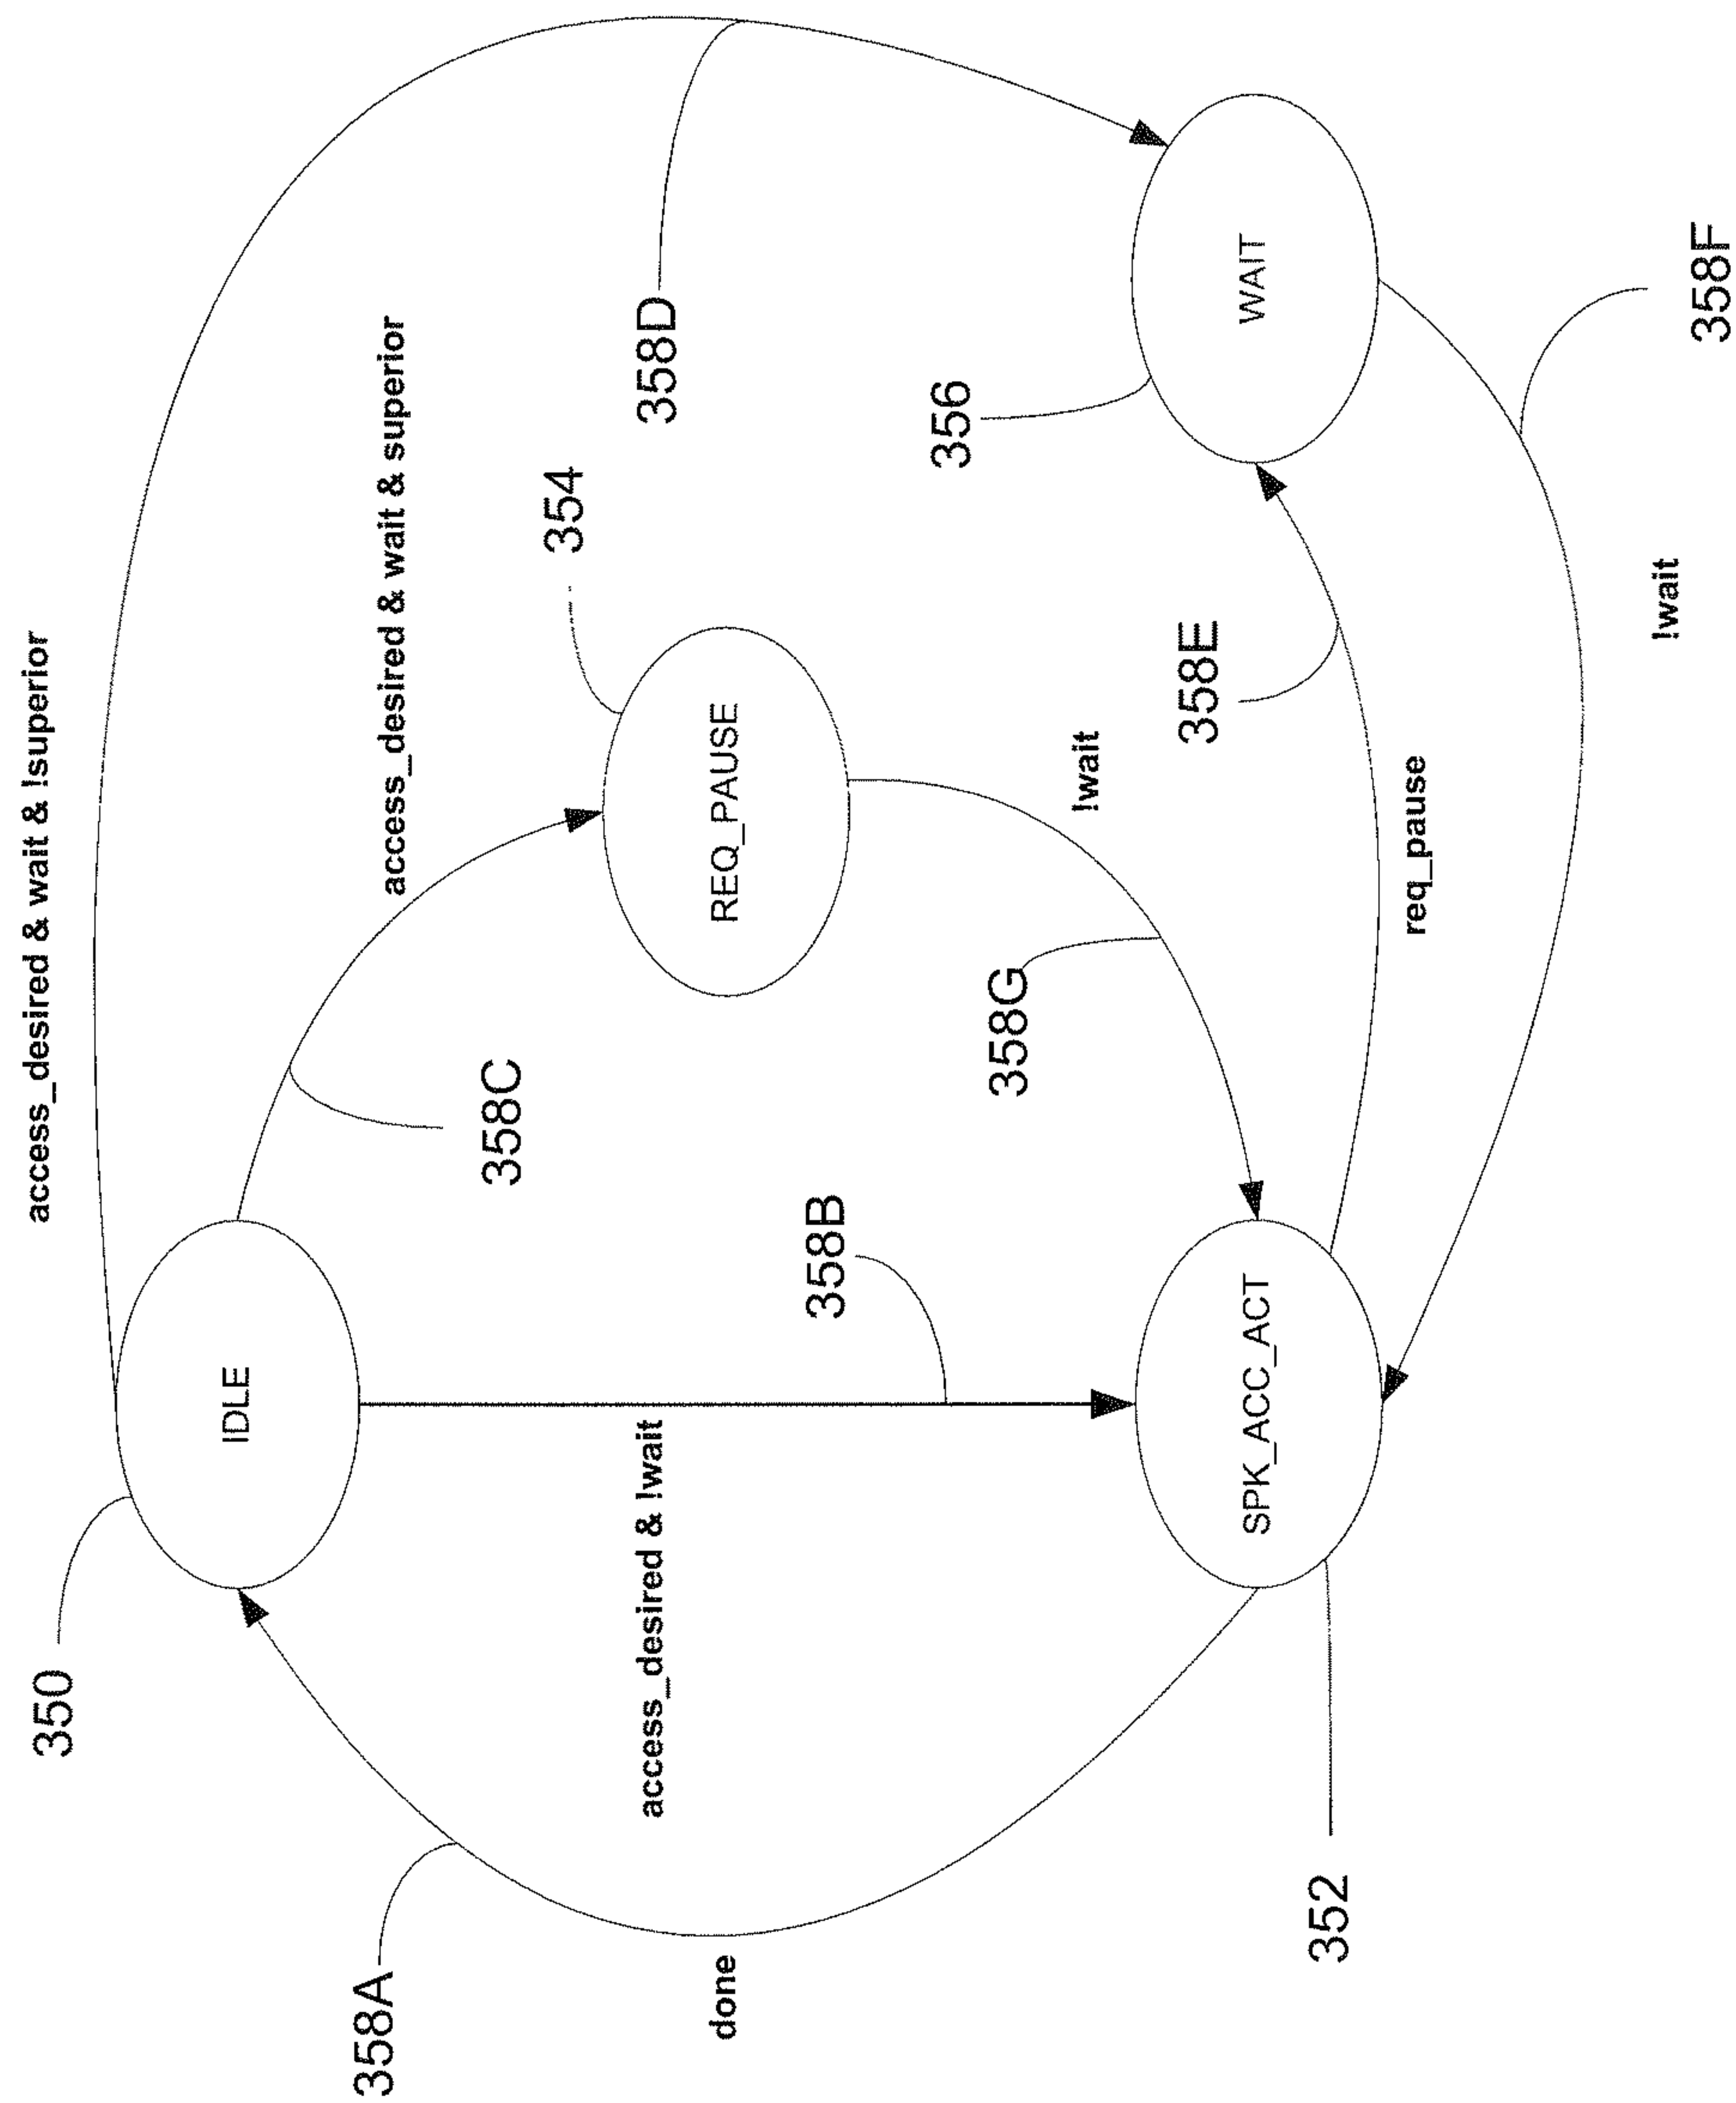 350
IDLE
access_desired & wait & !superior
358A
358C
access_desired & wait & superior
done
access_desired & !wait
358B
354
REQ_PAUSE
358D
358G
!wait
356
WAIT
352
SPK_ACC_ACT
358E
req_pause
!wait
358F